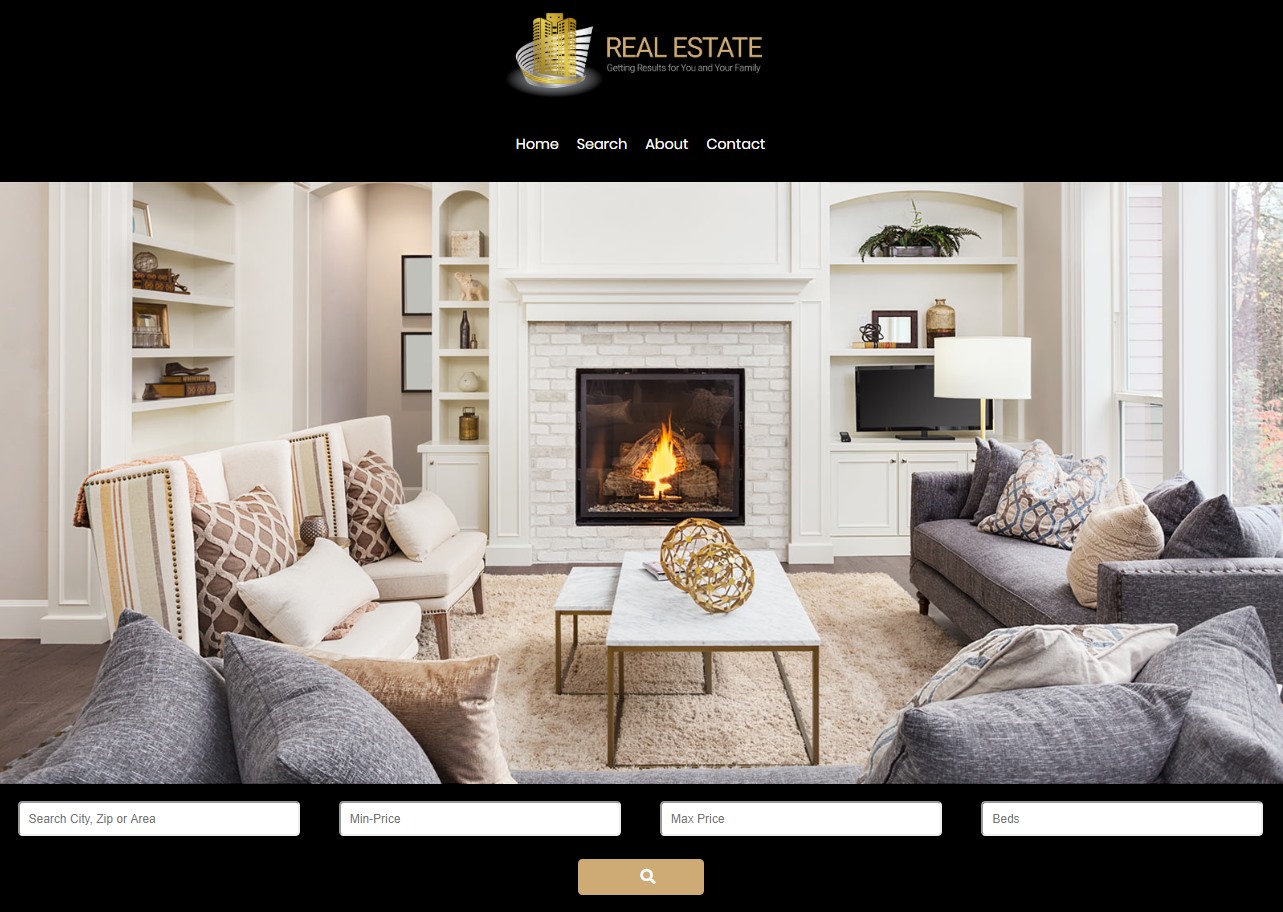 REAL ESTATE
Getting Results for You and Your Family
Home Search About Contact
Search City, Zip or Area
Min-Price
Max Price
Beds